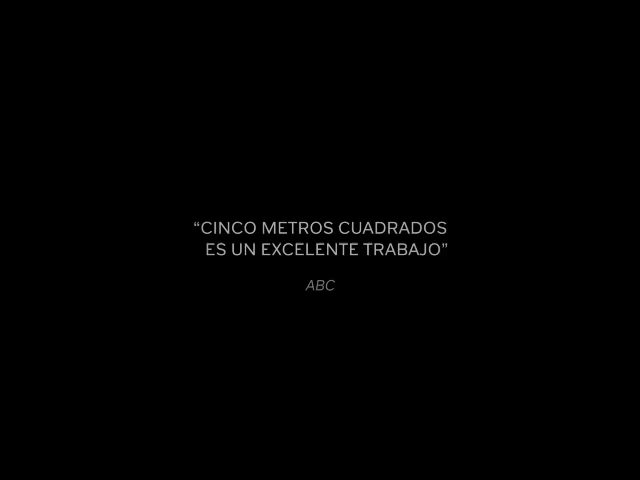 “CINCO METROS CUADRADOS
ES UN EXCELENTE TRABAJO”
ABC